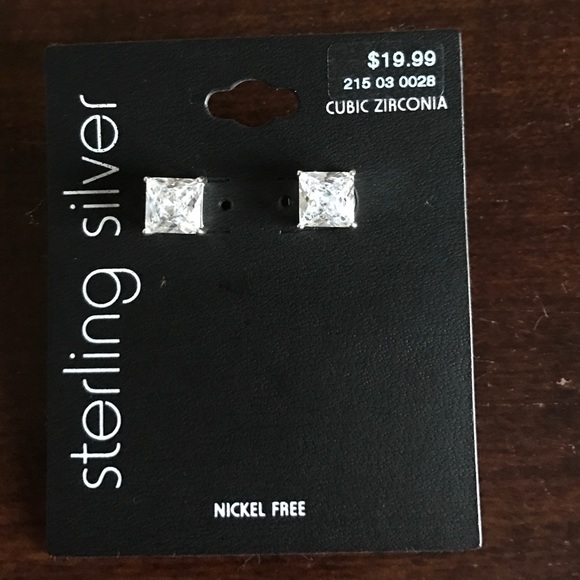 $19.99
215 03 0028
CUBIC ZIRCONIA
sterling silver
NICKEL FREE